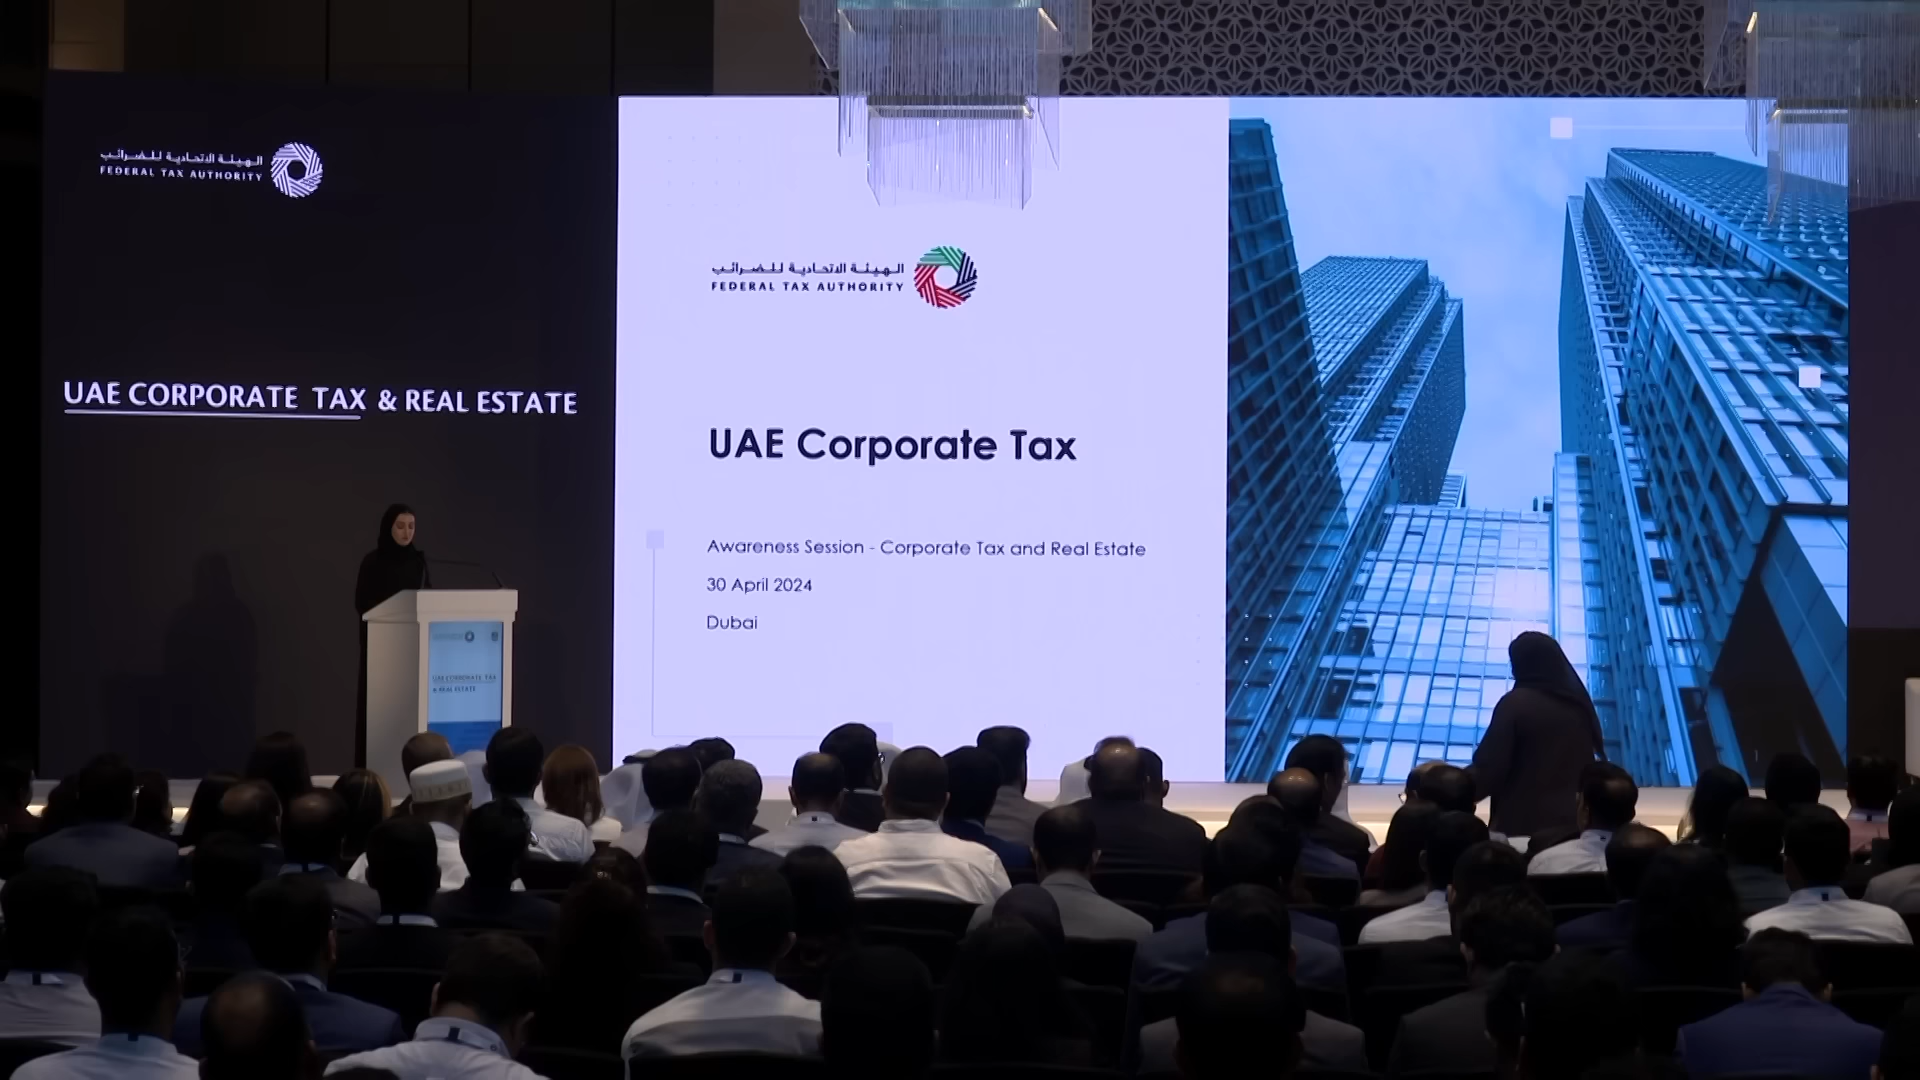 الهيئة الاتحادية للضرائب
FEDERAL TAX AUTHORITY
UAE CORPORATE TAX & REAL ESTATE
الهيئة الاتحادية للضرائب
FEDERAL TAX AUTHORITY
UAE Corporate Tax
Awareness Session - Corporate Tax and Real Estate
30 April 2024
Dubai
UAE CORPORATE TAX
& REAL ESTATE